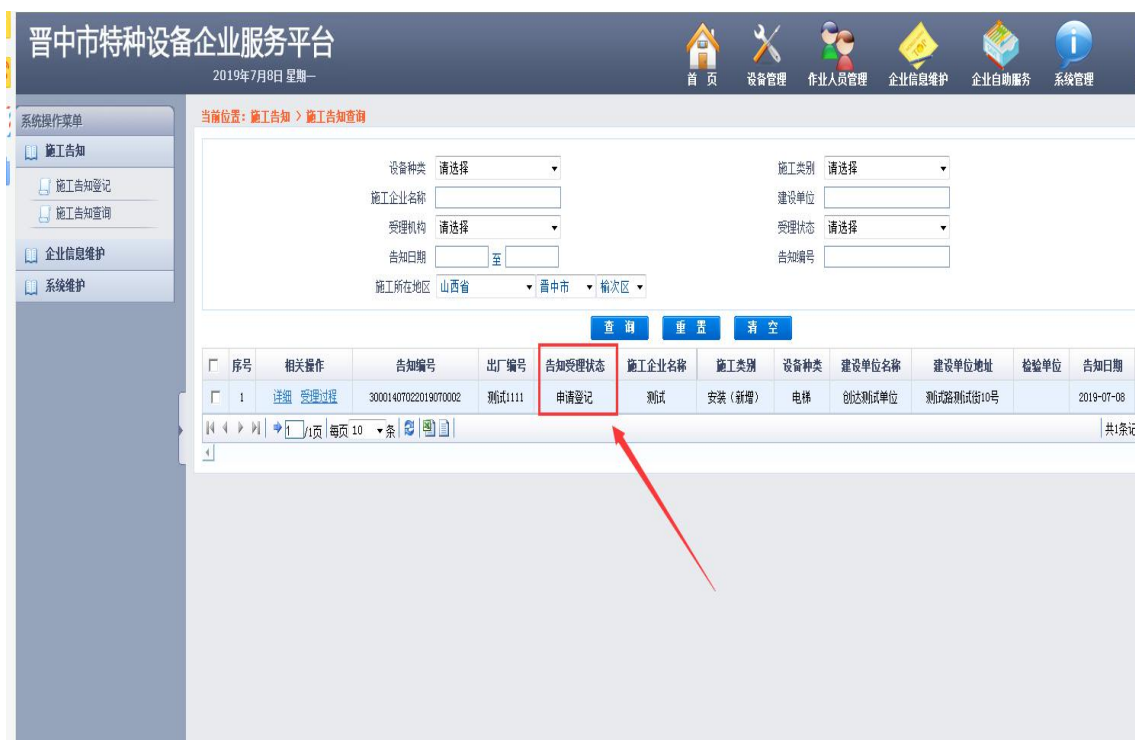 晋中市特种设备企业服务平台
2019年7月8日 星期一
首 页 设备管理 作业人员管理 企业信息维护 企业自助服务 系统管理
系统操作菜单
施工告知
施工告知登记
施工告知查询
企业信息维护
系统维护
当前位置：施工告知 > 施工告知查询
设备种类 请选择 施工类别 请选择
施工企业名称 建设单位
受理机构 请选择 受理状态 请选择
告知日期 至 告知编号
施工所在地区 山西省 晋中市 榆次区
查 询 重 置 清 空
序号 相关操作 告知编号 出厂编号 告知受理状态 施工企业名称 施工类别 设备种类 建设单位名称 建设单位地址 检验单位 告知日期
1 详细 受理过程 30001407022019070002 测试1111 申请登记 测试 安装（新增） 电梯 创达测试单位 测试路测试街10号 2019-07-08
1 /1页 每页 10 条 共1条记